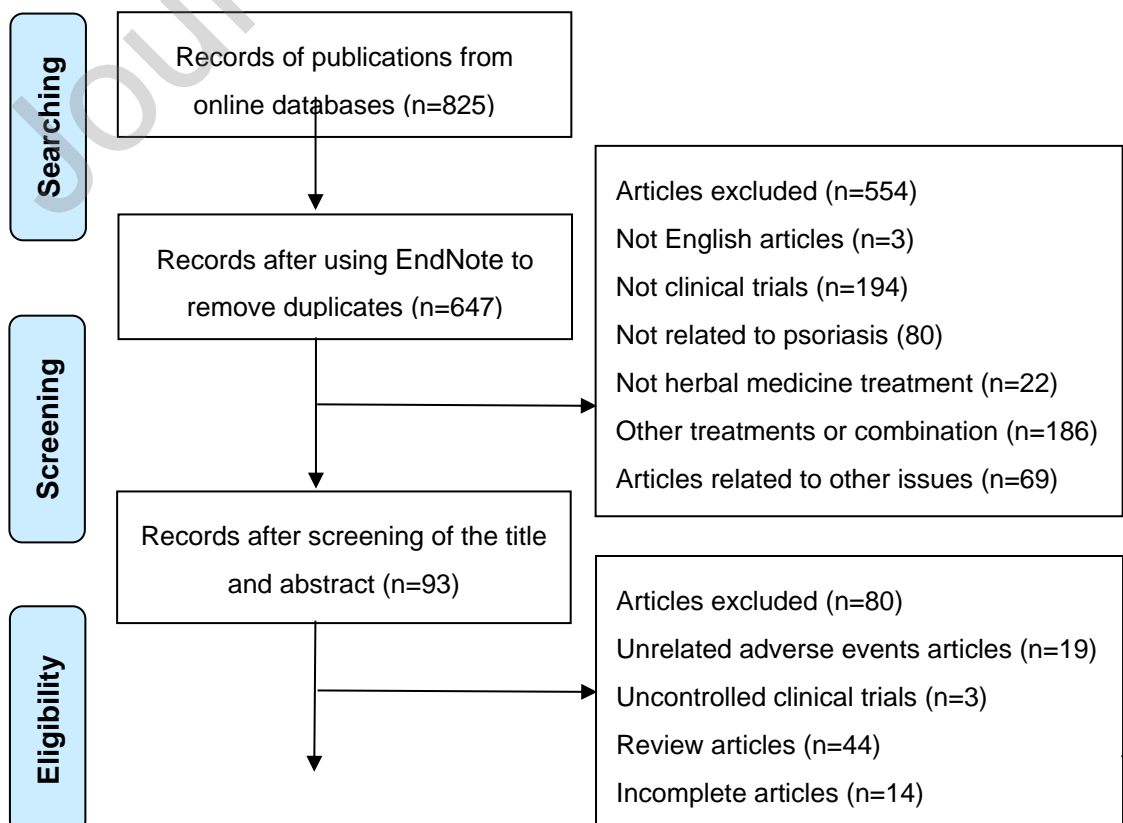 Jour
Searching
Records of publications from
online databases (n=825)
Records after using EndNote to
remove duplicates (n=647)
Articles excluded (n=554)
Not English articles (n=3)
Not clinical trials (n=194)
Not related to psoriasis (80)
Not herbal medicine treatment (n=22)
Other treatments or combination (n=186)
Articles related to other issues (n=69)
Screening
Records after screening of the title
and abstract (n=93)
Eligibility
Articles excluded (n=80)
Unrelated adverse events articles (n=19)
Uncontrolled clinical trials (n=3)
Review articles (n=44)
Incomplete articles (n=14)